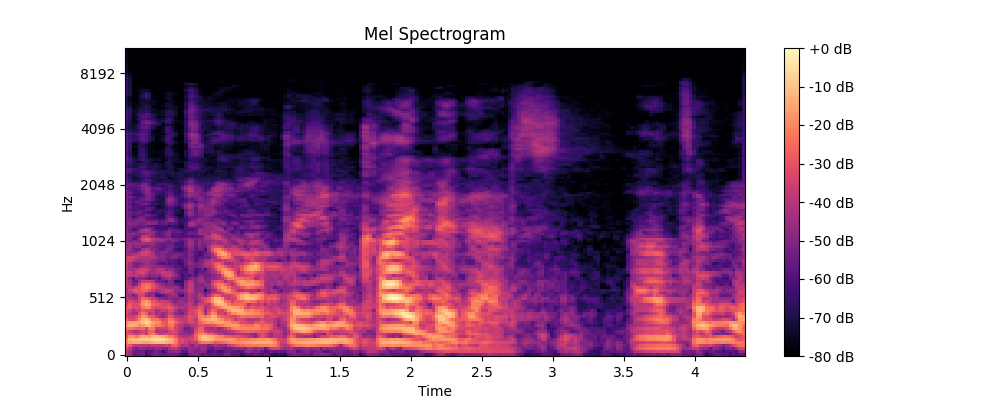 Mel Spectrogram
8192
4096
2048
1024
512
0
Hz
0
0.5
1
1.5
2
2.5
3
3.5
4
Time
+0 dB
-10 dB
-20 dB
-30 dB
-40 dB
-50 dB
-60 dB
-70 dB
-80 dB